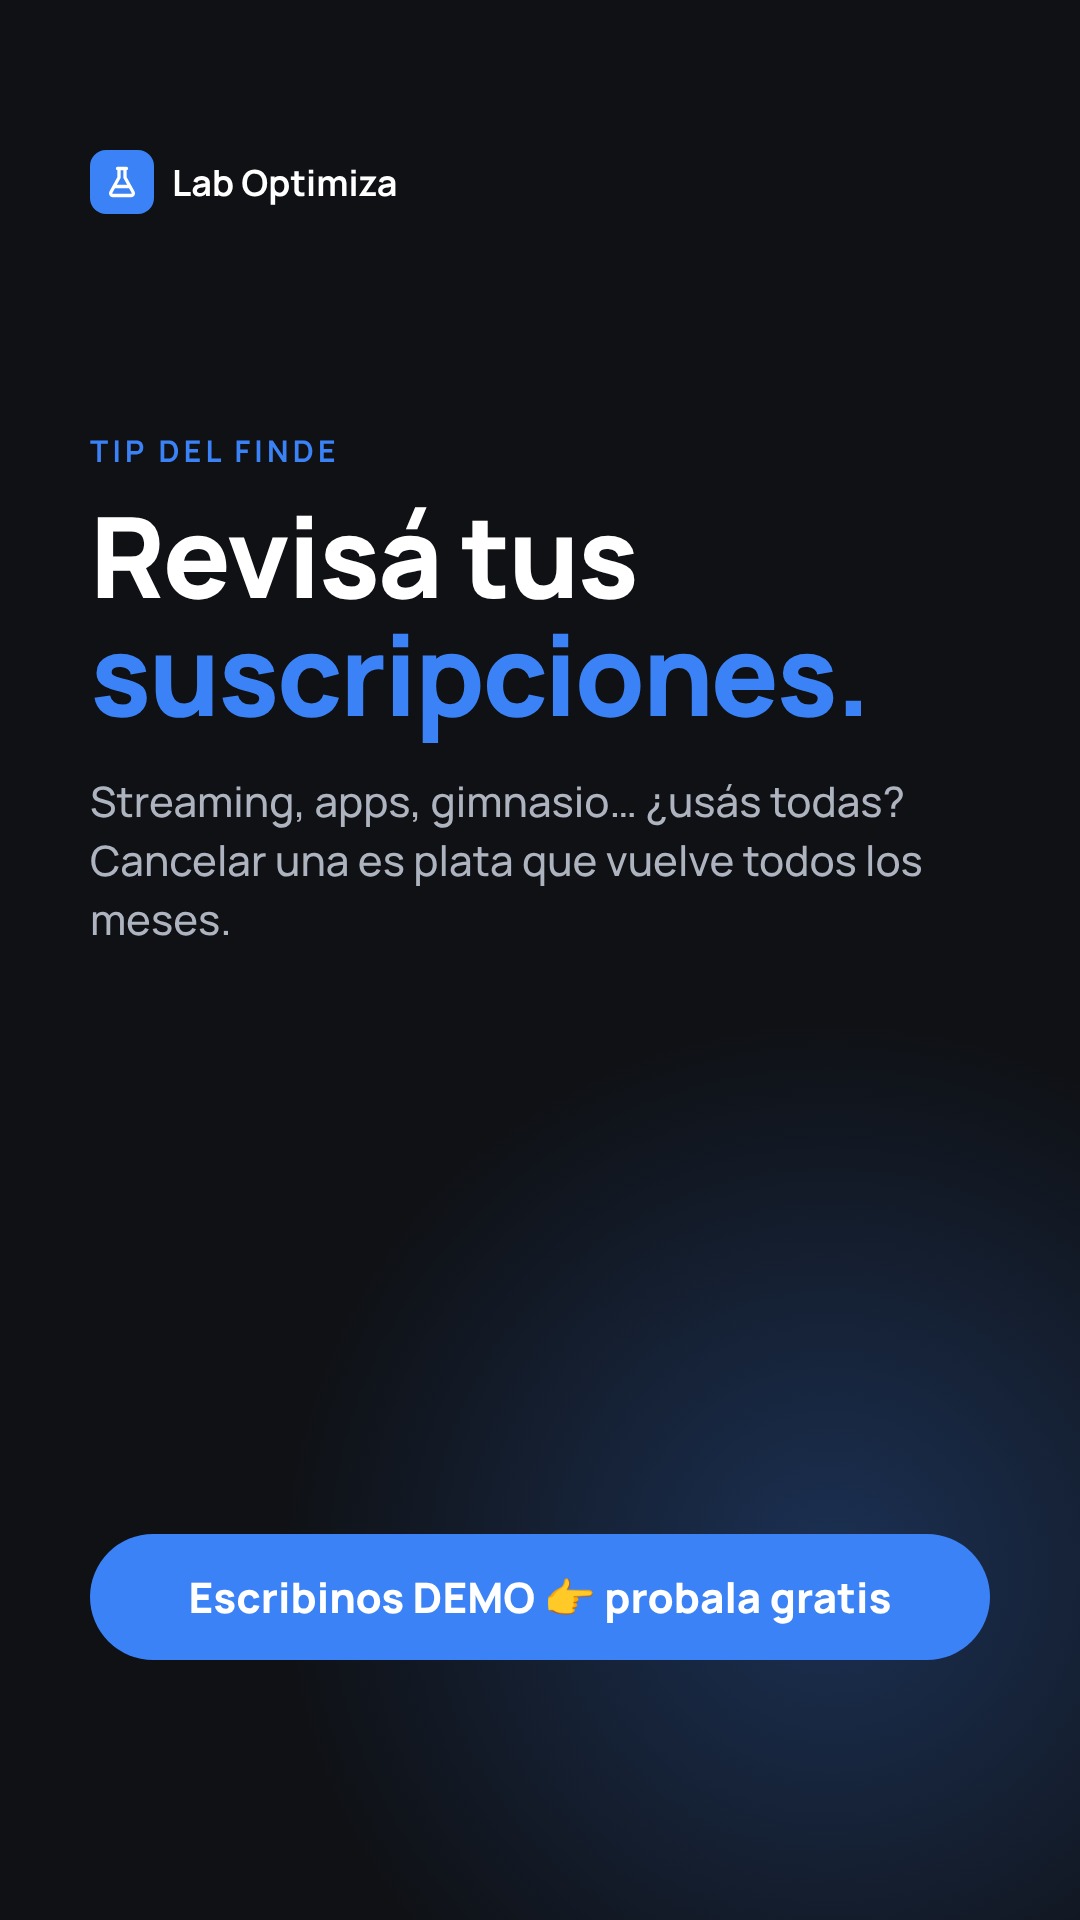 Lab Optimiza
TIP DEL FINDE
Revisá tus
suscripciones.
Streaming, apps, gimnasio… ¿usás todas?
Cancelar una es plata que vuelve todos los
meses.
Escribinos DEMO 👉 probala gratis